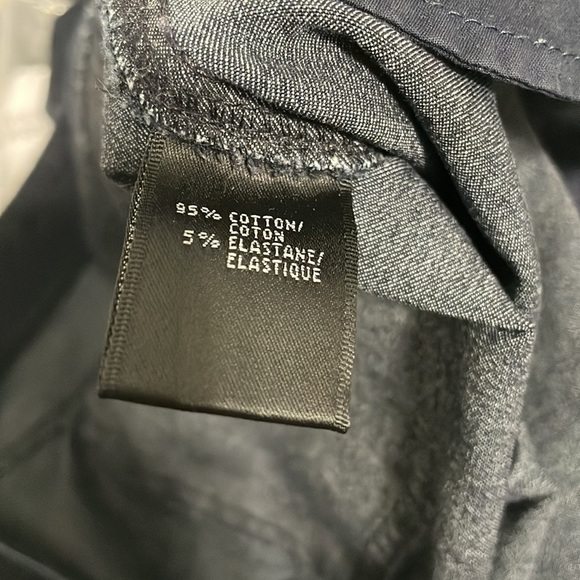 95% COTTON/
COTON
5% ELASTANE/
ELASTIQUE